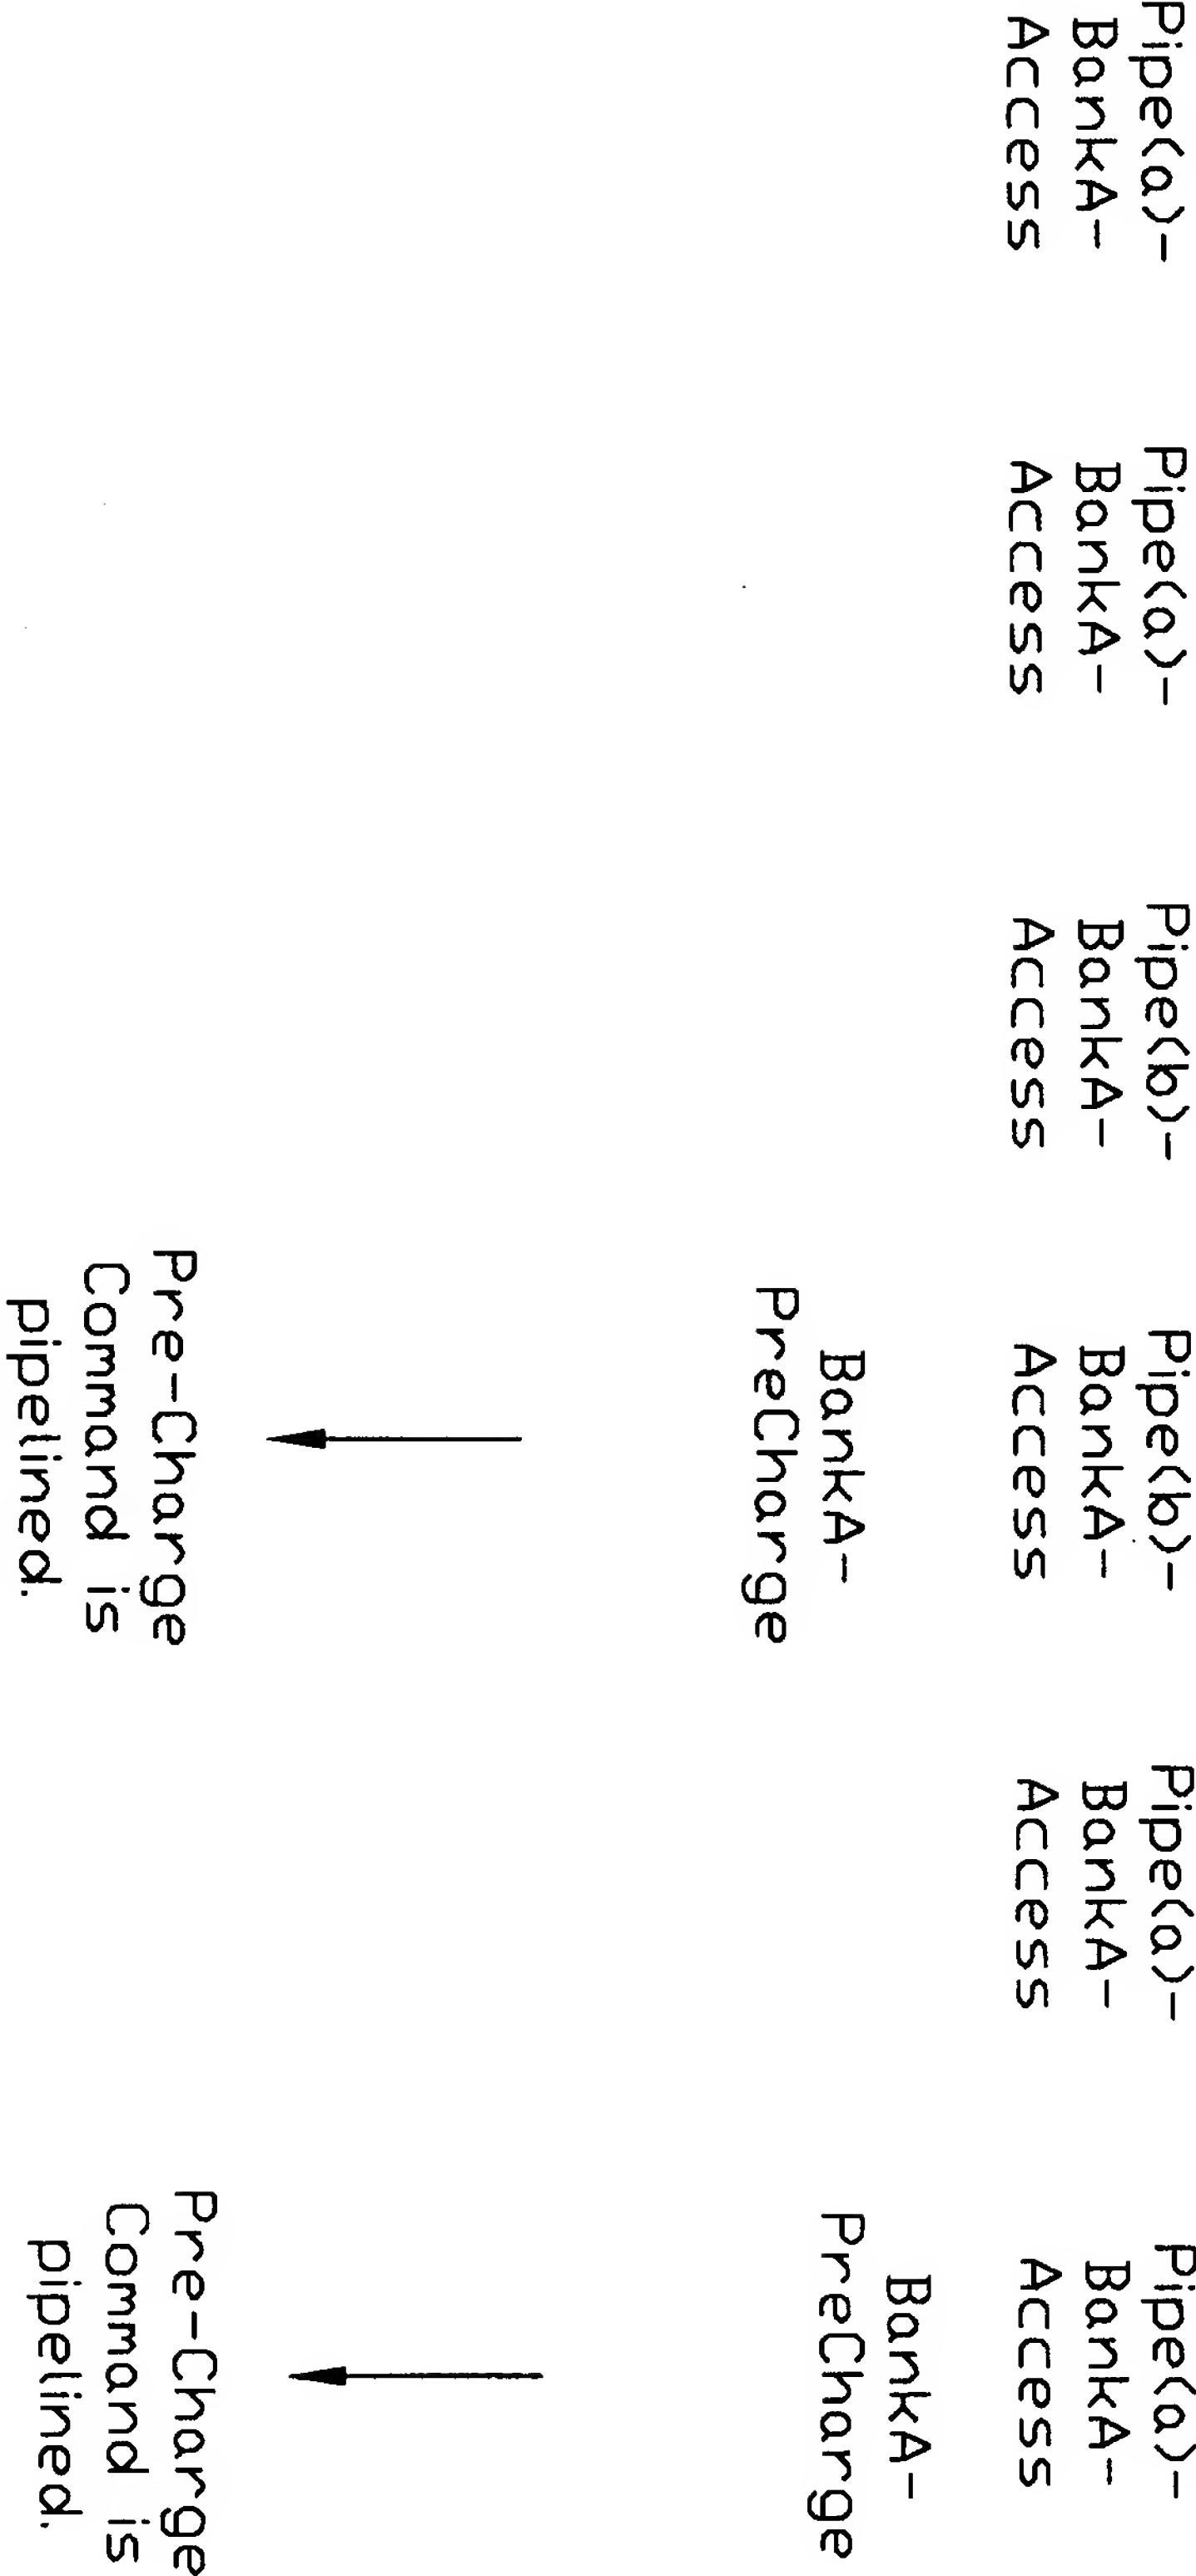 Pipe(a)-
BankA-
Access
Pipe(a)-
BankA-
Access
Pipe(b)-
BankA-
Access
Pipe(b)-
BankA-
Access
Pipe(a)-
BankA-
Access
Pipe(a)-
BankA-
Access
BankA-
PreCharge
BankA-
PreCharge
Pre-Charge
Command is
pipelined.
Pre-Charge
Command is
pipelined.